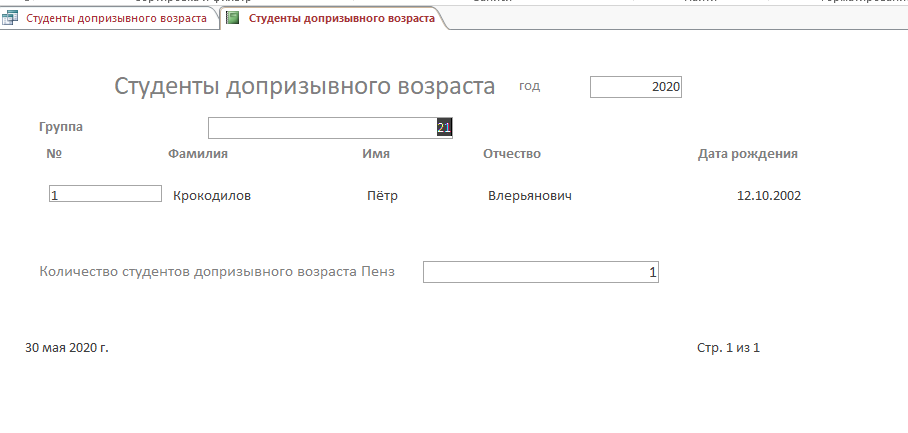 Студенты допризывного возраста Студенты допризывного возраста
Студенты допризывного возраста год 2020
Группа 21
№ Фамилия Имя Отчество Дата рождения
1 Крокодилов Пётр Влерьянович 12.10.2002
Количество студентов допризывного возраста Пенз 1
30 мая 2020 г. Стр. 1 из 1